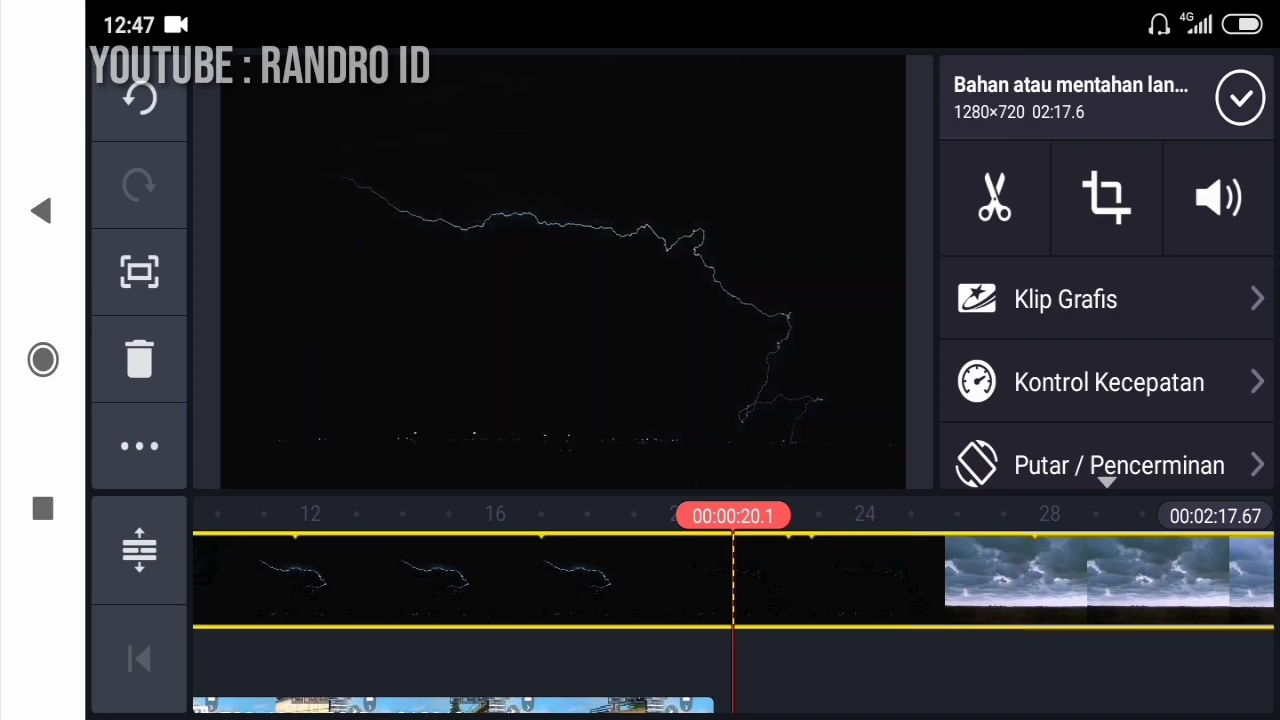 12:47
4G
YOUTUBE : RANDRO ID
Bahan atau mentahan lan...
1280×720 02:17.6
Klip Grafis
Kontrol Kecepatan
Putar / Pencerminan
12
16
00:00:20.1
24
28
00:02:17.67